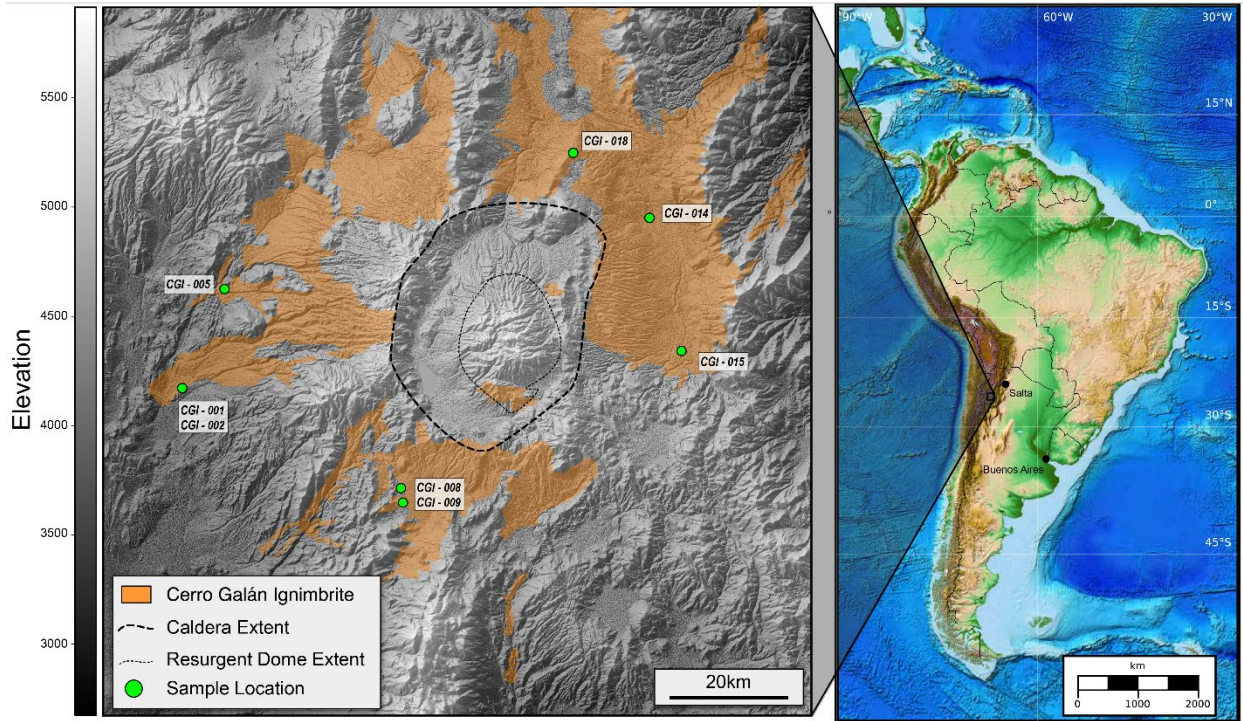 Elevation
5500
5000
4500
4000
3500
3000
CGI - 018
CGI - 014
CGI - 005
CGI - 015
CGI - 001
CGI - 002
CGI - 008
CGI - 009
Cerro Galán Ignimbrite
Caldera Extent
Resurgent Dome Extent
Sample Location
20km
90°W
60°W
30°W
15°N
0°
15°S
30°S
45°S
Salta
Buenos Aires
km
0 1000 2000